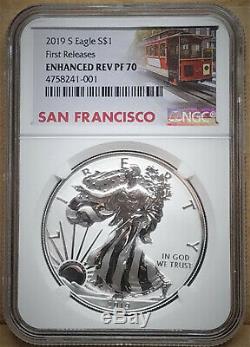 2019 S Eagle S$1
First Releases
ENHANCED REV PF 70
4758241-001
SAN FRANCISCO
NGC
LIBERTY
IN GOD
WE TRUST
2019